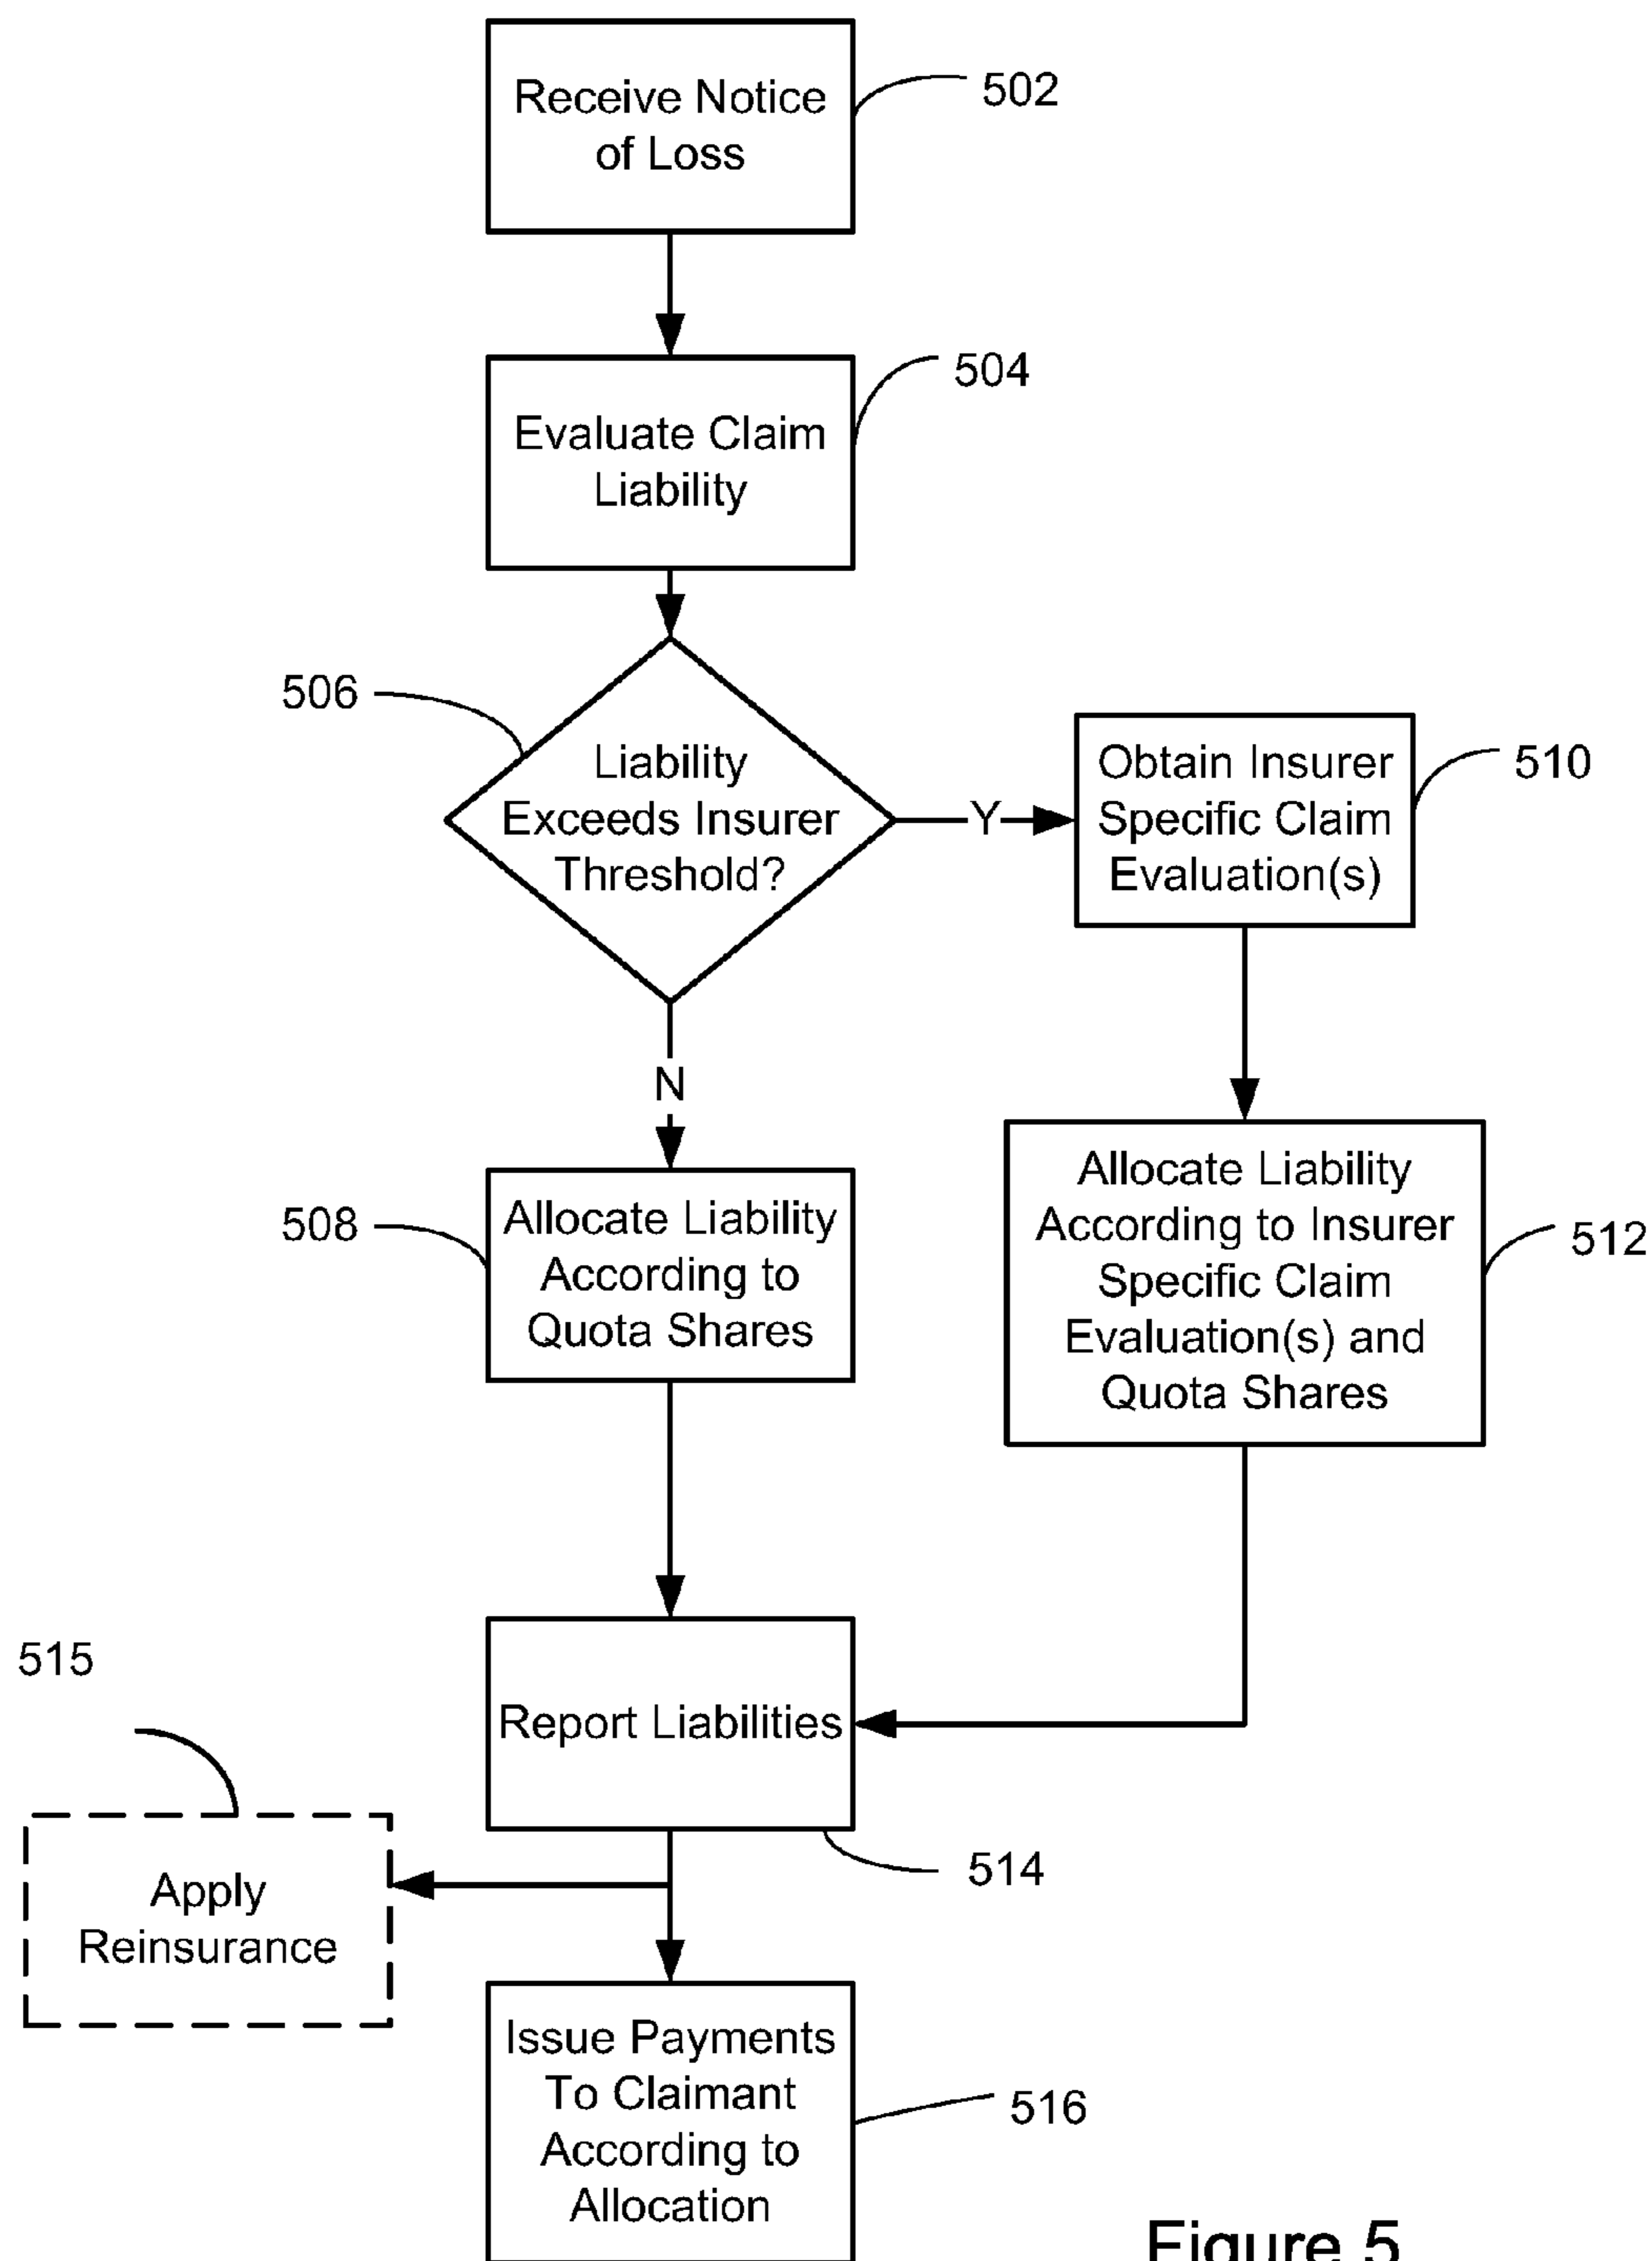 Receive Notice
of Loss
502
Evaluate Claim
Liability
504
506
Liability
Exceeds Insurer
Threshold?
Y
Obtain Insurer
Specific Claim
Evaluation(s)
510
N
508
Allocate Liability
According to
Quota Shares
Allocate Liability
According to Insurer
Specific Claim
Evaluation(s) and
Quota Shares
512
515
Report Liabilities
514
Apply
Reinsurance
Issue Payments
To Claimant
According to
Allocation
516
Figure 5